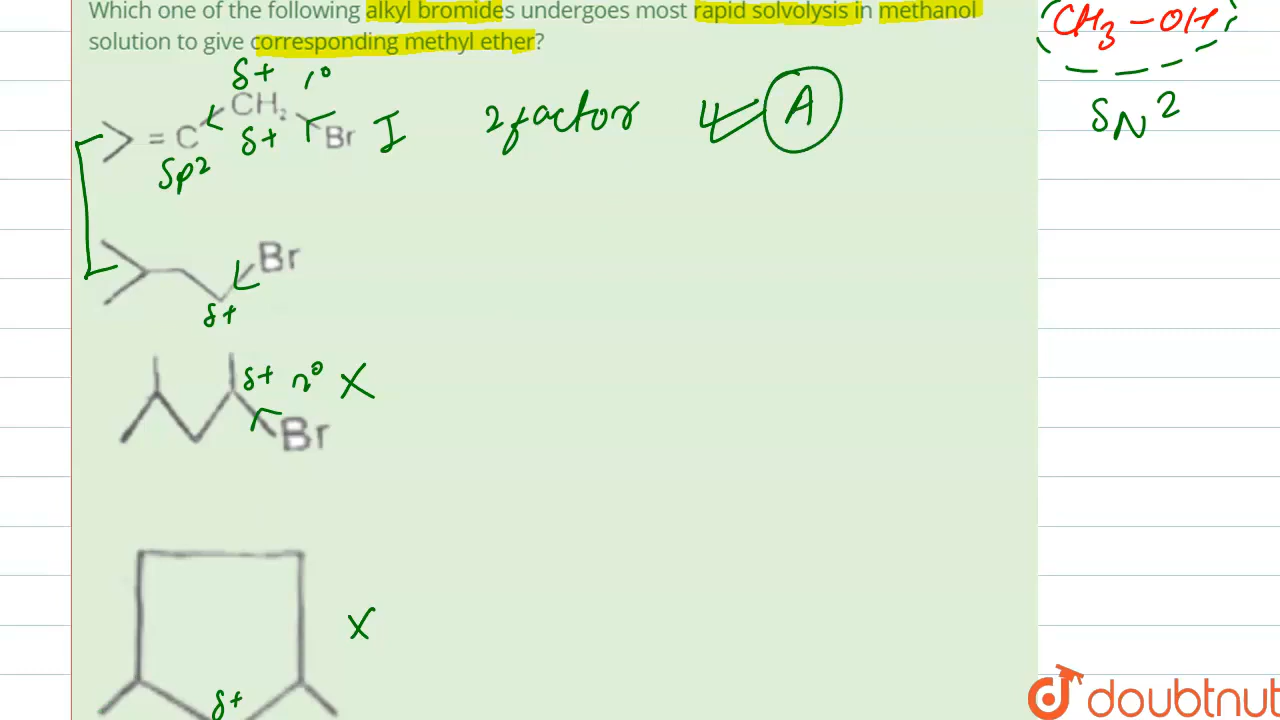 Which one of the following alkyl bromides undergoes most rapid solvolysis in methanol
solution to give corresponding methyl ether?
CH3-OH
SN2
δ+ 1°
CH2
= C
δ+
Br I
Sp2
2 factor
A
Br
δ+
δ+ 2° X
Br
X
δ+
doubtnut